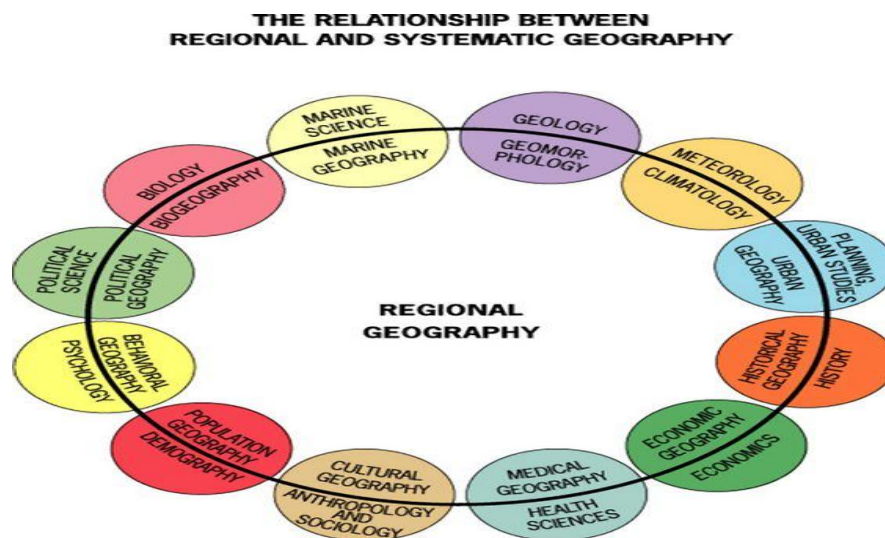 THE RELATIONSHIP BETWEEN
REGIONAL AND SYSTEMATIC GEOGRAPHY
MARINE
SCIENCE
MARINE
GEOGRAPHY
GEOLOGY
GEOMOR-
PHOLOGY
METEOROLOGY
CLIMATOLOGY
PLANNING,
URBAN STUDIES
URBAN
GEOGRAPHY
HISTORICAL
GEOGRAPHY
HISTORY
ECONOMIC
GEOGRAPHY
ECONOMICS
MEDICAL
GEOGRAPHY
HEALTH
SCIENCES
CULTURAL
GEOGRAPHY
ANTHROPOLOGY
AND
SOCIOLOGY
POPULATION
GEOGRAPHY
DEMOGRAPHY
BEHAVIORAL
GEOGRAPHY
PSYCHOLOGY
POLITICAL
SCIENCE
POLITICAL
GEOGRAPHY
BIOLOGY
BIOGEOGRAPHY
REGIONAL
GEOGRAPHY